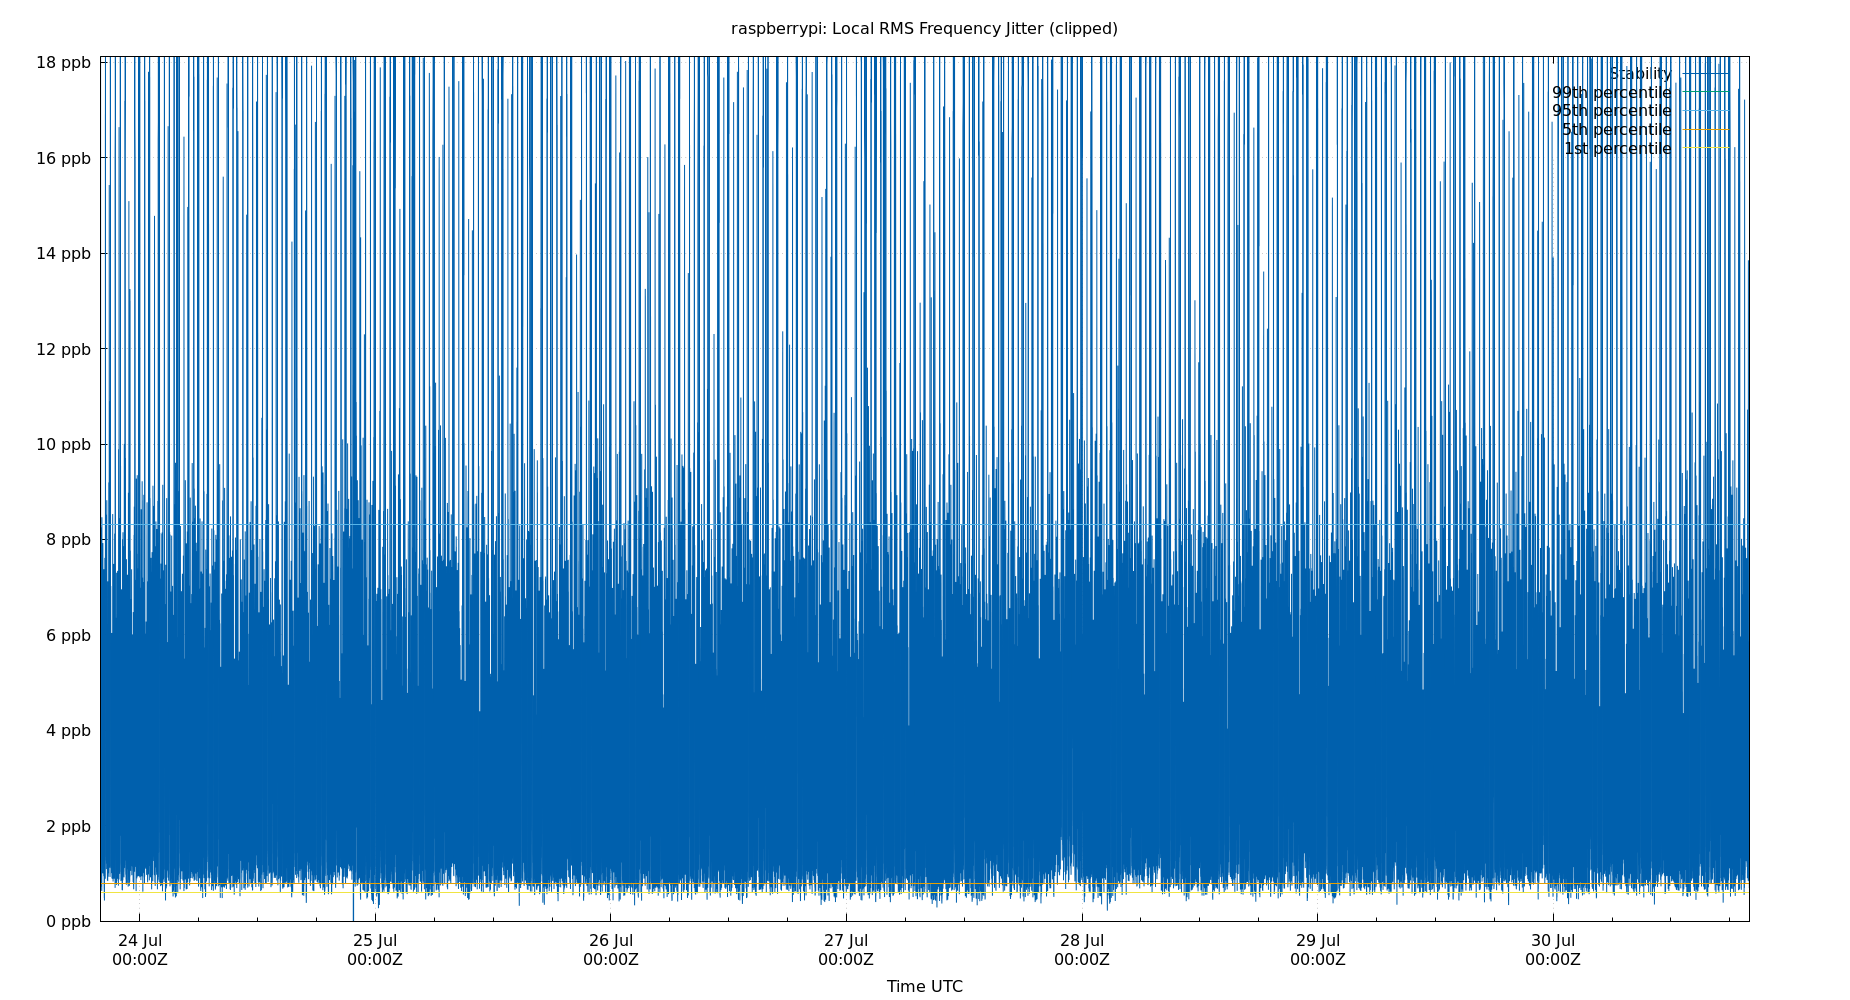 raspberrypi: Local RMS Frequency Jitter (clipped)
18 ppb
16 ppb
14 ppb
12 ppb
10 ppb
8 ppb
6 ppb
4 ppb
2 ppb
0 ppb
Stability
99th percentile
95th percentile
5th percentile
1st percentile
24 Jul
00:00Z
25 Jul
00:00Z
26 Jul
00:00Z
27 Jul
00:00Z
28 Jul
00:00Z
29 Jul
00:00Z
30 Jul
00:00Z
Time UTC